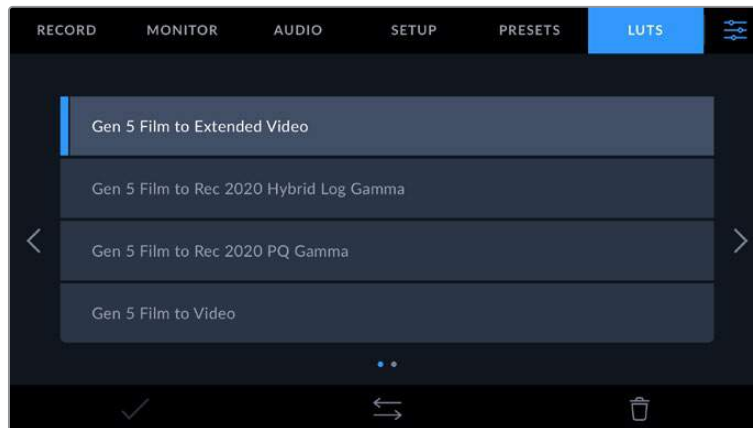 RECORD MONITOR AUDIO SETUP PRESETS LUTS
Gen 5 Film to Extended Video
Gen 5 Film to Rec 2020 Hybrid Log Gamma
Gen 5 Film to Rec 2020 PQ Gamma
Gen 5 Film to Video